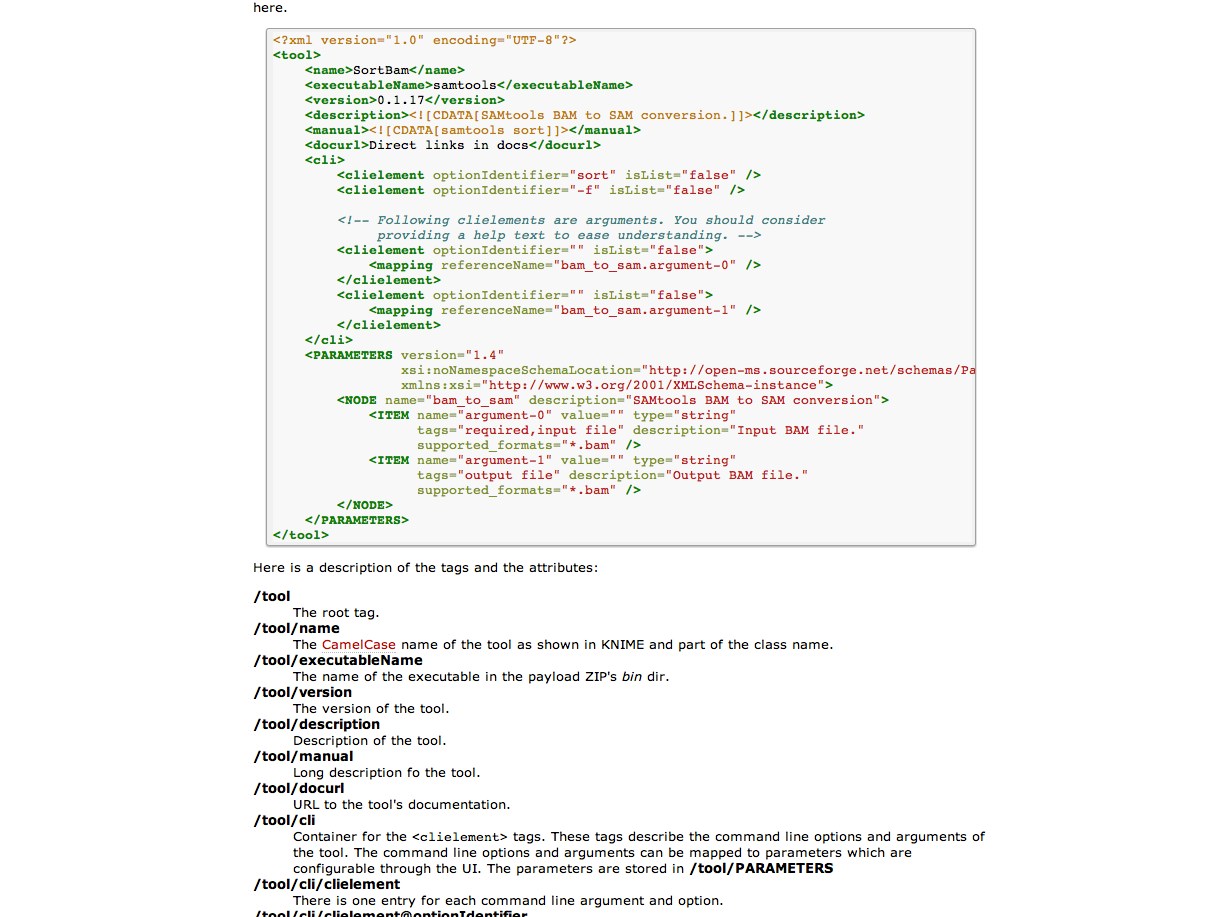 here.
<?xml version="1.0" encoding="UTF-8"?>
<tool>
    <name>SortBam</name>
    <executableName>samtools</executableName>
    <version>0.1.17</version>
    <description><![CDATA[SAMtools BAM to SAM conversion.]]></description>
    <manual><![CDATA[samtools sort]]></manual>
    <docurl>Direct links in docs</docurl>
    <cli>
        <clielement optionIdentifier="sort" isList="false" />
        <clielement optionIdentifier="-f" isList="false" />
        <!-- Following clielements are arguments. You should consider
             providing a help text to ease understanding. -->
        <clielement optionIdentifier="" isList="false">
            <mapping referenceName="bam_to_sam.argument-0" />
        </clielement>
        <clielement optionIdentifier="" isList="false">
            <mapping referenceName="bam_to_sam.argument-1" />
        </clielement>
    </cli>
    <PARAMETERS version="1.4"
                xsi:noNamespaceSchemaLocation="http://open-ms.sourceforge.net/schemas/Pa
                xmlns:xsi="http://www.w3.org/2001/XMLSchema-instance">
        <NODE name="bam_to_sam" description="SAMtools BAM to SAM conversion">
            <ITEM name="argument-0" value="" type="string"
                  tags="required,input file" description="Input BAM file."
                  supported_formats="*.bam" />
            <ITEM name="argument-1" value="" type="string"
                  tags="output file" description="Output BAM file."
                  supported_formats="*.bam" />
        </NODE>
    </PARAMETERS>
</tool>
Here is a description of the tags and the attributes:
/tool
The root tag.
/tool/name
The CamelCase name of the tool as shown in KNIME and part of the class name.
/tool/executableName
The name of the executable in the payload ZIP's bin dir.
/tool/version
The version of the tool.
/tool/description
Description of the tool.
/tool/manual
Long description fo the tool.
/tool/docurl
URL to the tool's documentation.
/tool/cli
Container for the <clielement> tags. These tags describe the command line options and arguments of
the tool. The command line options and arguments can be mapped to parameters which are
configurable through the UI. The parameters are stored in /tool/PARAMETERS
/tool/cli/clielement
There is one entry for each command line argument and option.
/tool/cli/clielement@optionIdentifier